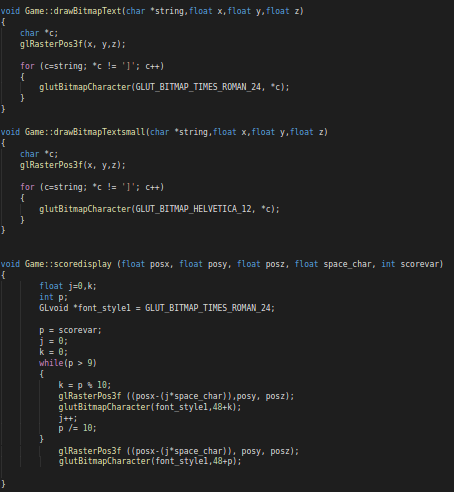 void Game::drawBitmapText(char *string,float x,float y,float z)
{
    char *c;
    glRasterPos3f(x, y,z);

    for (c=string; *c != ']'; c++)
    {
        glutBitmapCharacter(GLUT_BITMAP_TIMES_ROMAN_24, *c);
    }
}

void Game::drawBitmapTextsmall(char *string,float x,float y,float z)
{
    char *c;
    glRasterPos3f(x, y,z);

    for (c=string; *c != ']'; c++)
    {
        glutBitmapCharacter(GLUT_BITMAP_HELVETICA_12, *c);
    }
}

void Game::scoredisplay (float posx, float posy, float posz, float space_char, int scorevar)
{
        float j=0,k;
        int p;
        GLvoid *font_style1 = GLUT_BITMAP_TIMES_ROMAN_24;

        p = scorevar;
        j = 0;
        k = 0;
        while(p > 9)
        {
            k = p % 10;
            glRasterPos3f ((posx-(j*space_char)),posy, posz);
            glutBitmapCharacter(font_style1,48+k);
            j++;
            p /= 10;
        }
            glRasterPos3f ((posx-(j*space_char)), posy, posz);
            glutBitmapCharacter(font_style1,48+p);

}